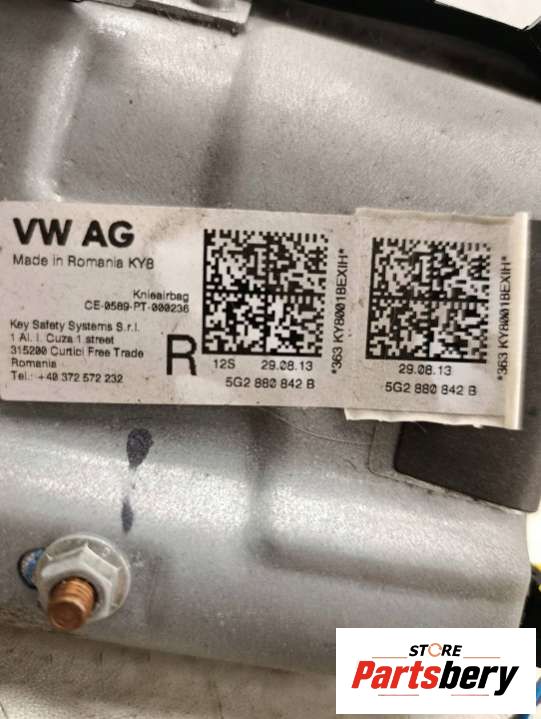 VW AG
Made in Romania KY8
Knieairbag
CE-0589-PT-000236
Key Safety Systems S.r.l.
1 Al. I. Cuza 1 street
315200 Curtici Free Trade
Romania
Tel.: +40 372 572 232
R
12S 29.08.13
5G2 880 842 B
*363 KY8001BEXIH*
29.08.13
5G2 880 842 B
*363 KY8001BEXIH*
STORE
Partsbery